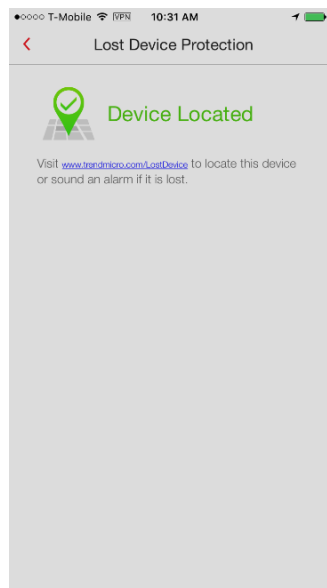 T-Mobile VPN 10:31 AM
Lost Device Protection
Device Located
Visit www.trendmicro.com/LostDevice to locate this device
or sound an alarm if it is lost.